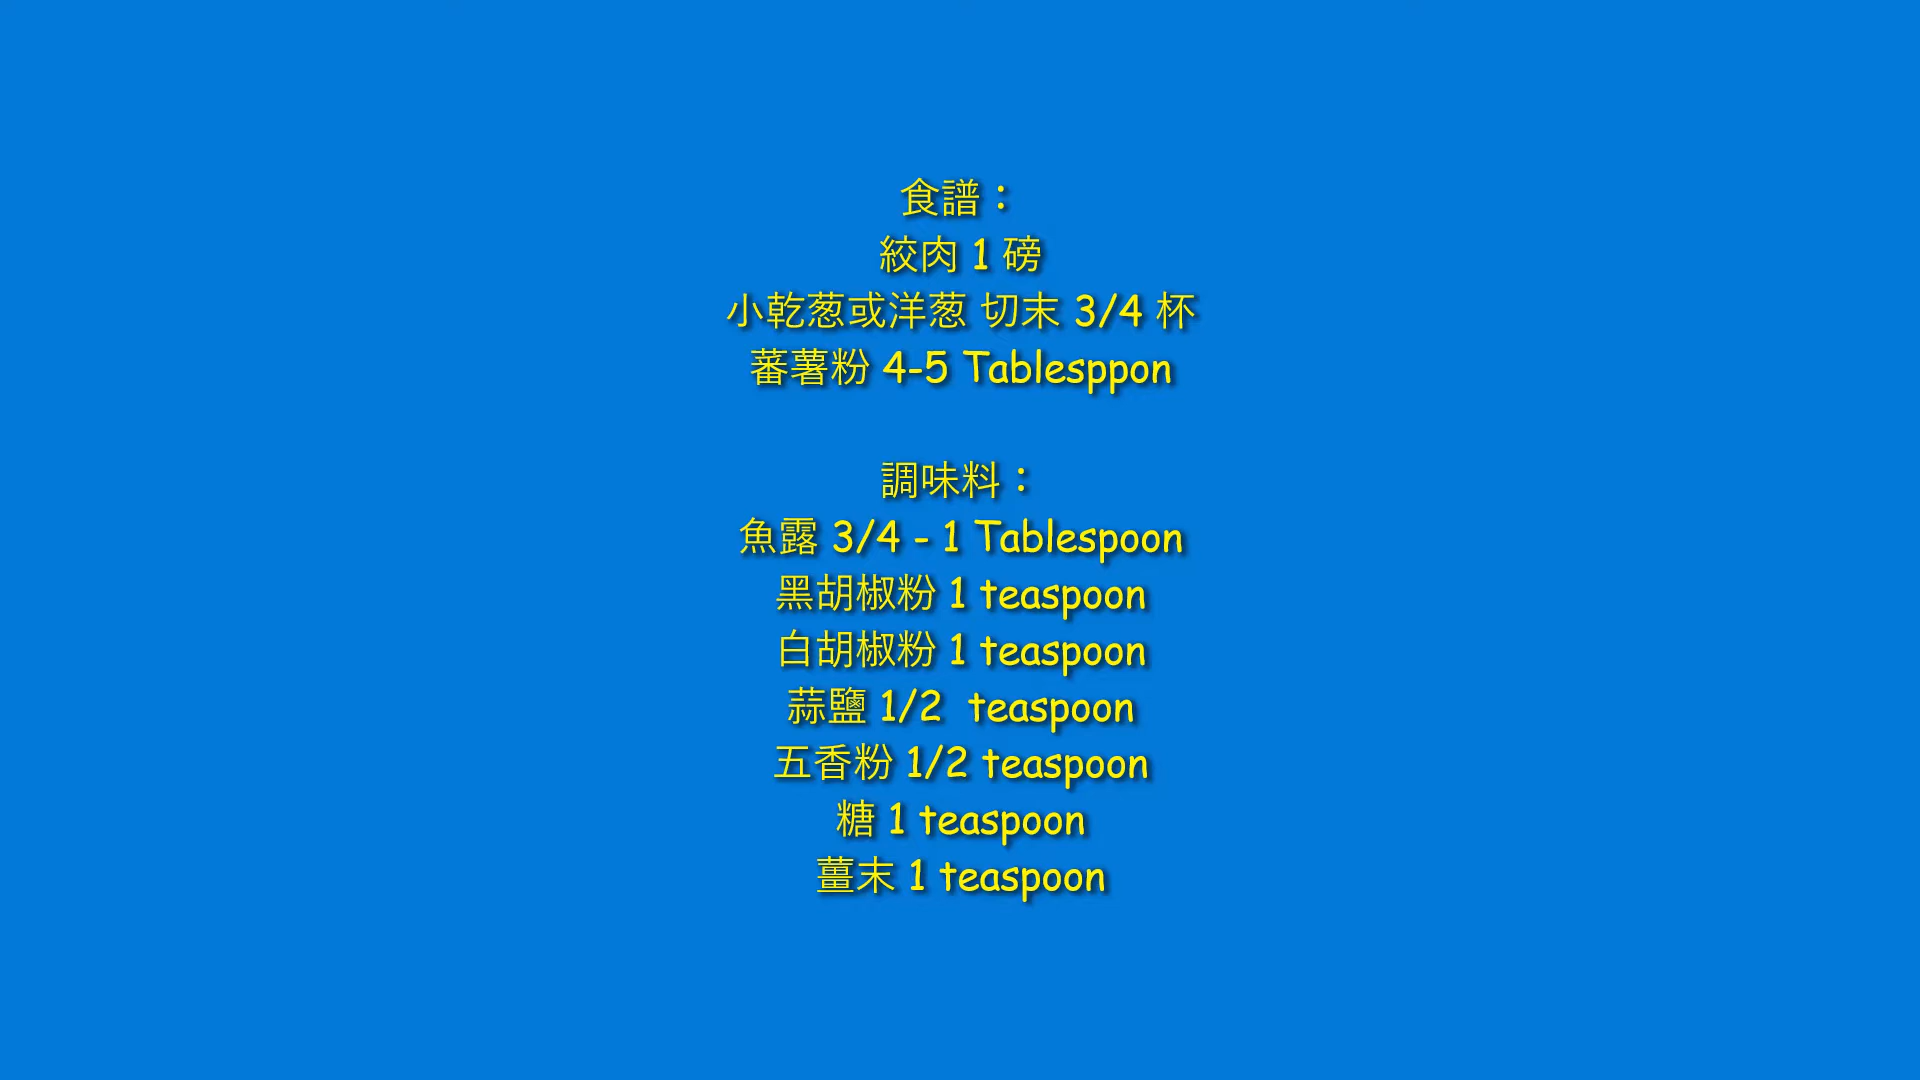 食譜：
絞肉 1 磅
小乾葱或洋葱 切末 3/4 杯
蕃薯粉 4-5 Tablesppon
調味料：
魚露 3/4 - 1 Tablespoon
黑胡椒粉 1 teaspoon
白胡椒粉 1 teaspoon
蒜鹽 1/2  teaspoon
五香粉 1/2 teaspoon
糖 1 teaspoon
薑末 1 teaspoon